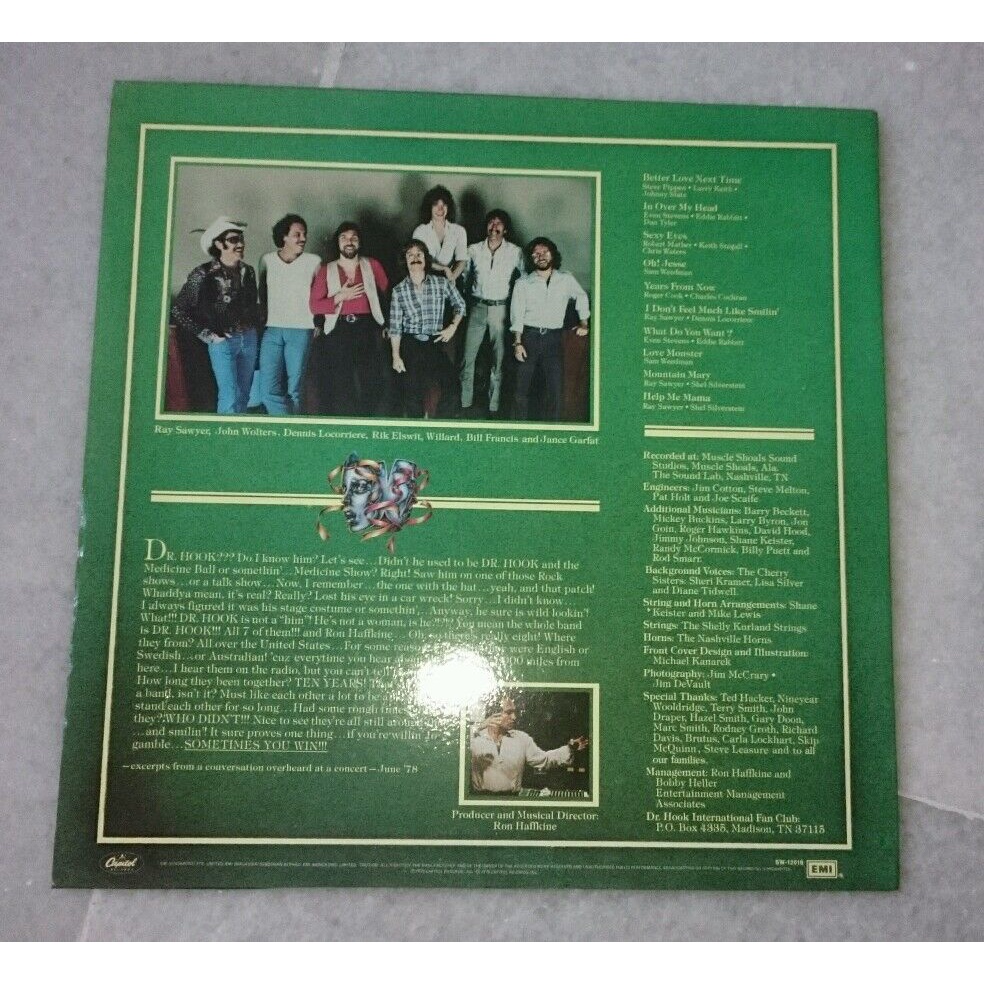 Ray Sawyer, John Wolters, Dennis Locorriere, Rik Elswit, Willard, Bill Francis and Jance Garfat
DR. HOOK??? Do I know him? Let's see...Didn't he used to be DR. HOOK and the
Medicine Ball or somethin'... Medicine Show? Right! Saw him on one of those Rock
shows...or a talk show... Now, I remember...the one with the hat...yeah, and that patch!
Whaddya mean, it's real? Really? Lost his eye in a car wreck! Sorry...I didn't know...
I always figured it was his stage costume or somethin'... Anyway, he sure is wild lookin'!
What!!! DR. HOOK is not a "him"! He's not a woman, is he???? You mean the whole band
is DR. HOOK!!! All 7 of them!!! and Ron Haffkine... Oh, so there's really eight! Where
they from? All over the United States... For some reason were English or
Swedish...or Australian! 'cuz everytime you hear miles from
here...I hear them on the radio, but you can't tell
How long they been together? TEN YEARS!
a band, isn't it? Must like each other a lot to be
stand each other for so long... Had some rough times
they?WHO DIDN'T!!! Nice to see they're all still around
...and smilin'! It sure proves one thing...if you're willin' to
gamble...SOMETIMES YOU WIN!!!
—excerpts from a conversation overheard at a concert—June '78
Producer and Musical Director:
Ron Haffkine
Better Love Next Time
Steve Pippin • Larry Keith •
Johnny Slate
In Over My Head
Even Stevens • Eddie Rabbitt •
Dan Tyler
Sexy Eyes
Robert Mather • Keith Stegall •
Chris Waters
Oh! Jesse
Sam Weedman
Years From Now
Roger Cook • Charles Cochran
I Don't Feel Much Like Smilin'
Ray Sawyer • Dennis Locorriere
What Do You Want?
Even Stevens • Eddie Rabbitt
Love Monster
Sam Weedman
Mountain Mary
Ray Sawyer • Shel Silverstein
Help Me Mama
Ray Sawyer • Shel Silverstein
Recorded at: Muscle Shoals Sound
Studios, Muscle Shoals, Ala.
The Sound Lab, Nashville, TN
Engineers: Jim Cotton, Steve Melton,
Pat Holt and Joe Scaife
Additional Musicians: Barry Beckett,
Mickey Buckins, Larry Byrom, Jon
Goin, Roger Hawkins, David Hood,
Jimmy Johnson, Shane Keister,
Randy McCormick, Billy Puett and
Rod Smarr
Background Voices: The Cherry
Sisters: Sheri Kramer, Lisa Silver
and Diane Tidwell
String and Horn Arrangements: Shane
Keister and Mike Lewis
Strings: The Shelly Kurland Strings
Horns: The Nashville Horns
Front Cover Design and Illustration:
Michael Kanarek
Photography: Jim McCrary •
Jim DeVault
Special Thanks: Ted Hacker, Nineyear
Wooldridge, Terry Smith, John
Draper, Hazel Smith, Gary Doon,
Marc Smith, Rodney Groth, Richard
Davis, Brutus, Carla Lockhart, Skip
McQuinn, Steve Leasure and to all
our families.
Management: Ron Haffkine and
Bobby Heller
Entertainment Management
Associates
Dr. Hook International Fan Club:
P.O. Box 4335, Madison, TN 37115
Capitol
SW-12018
EMI